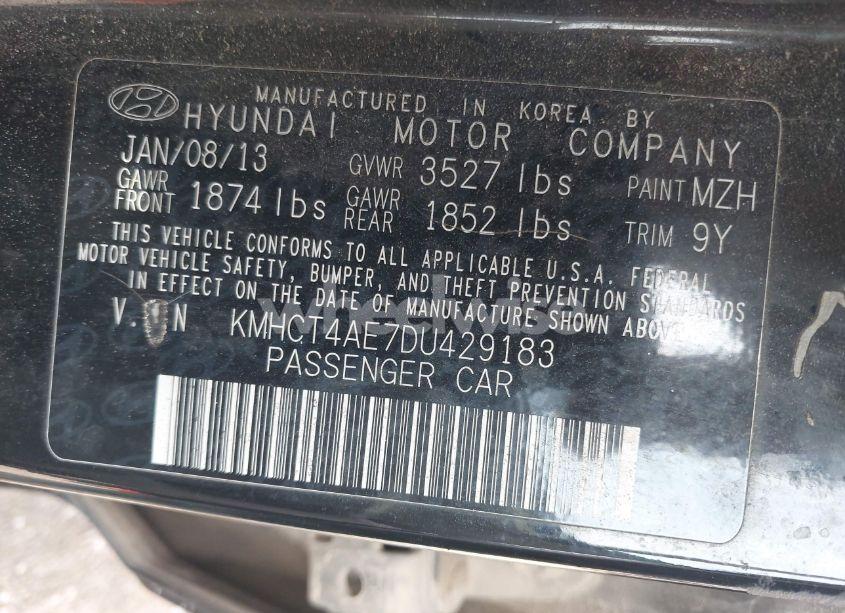 MANUFACTURED IN KOREA BY
HYUNDAI MOTOR COMPANY
JAN/08/13 GVWR 3527 lbs PAINT MZH
GAWR FRONT 1874 lbs GAWR REAR 1852 lbs TRIM 9Y
THIS VEHICLE CONFORMS TO ALL APPLICABLE U.S.A. FEDERAL
MOTOR VEHICLE SAFETY, BUMPER, AND THEFT PREVENTION STANDARDS
IN EFFECT ON THE DATE OF MANUFACTURE SHOWN ABOVE
V. N KMHCT4AE7DU429183
PASSENGER CAR